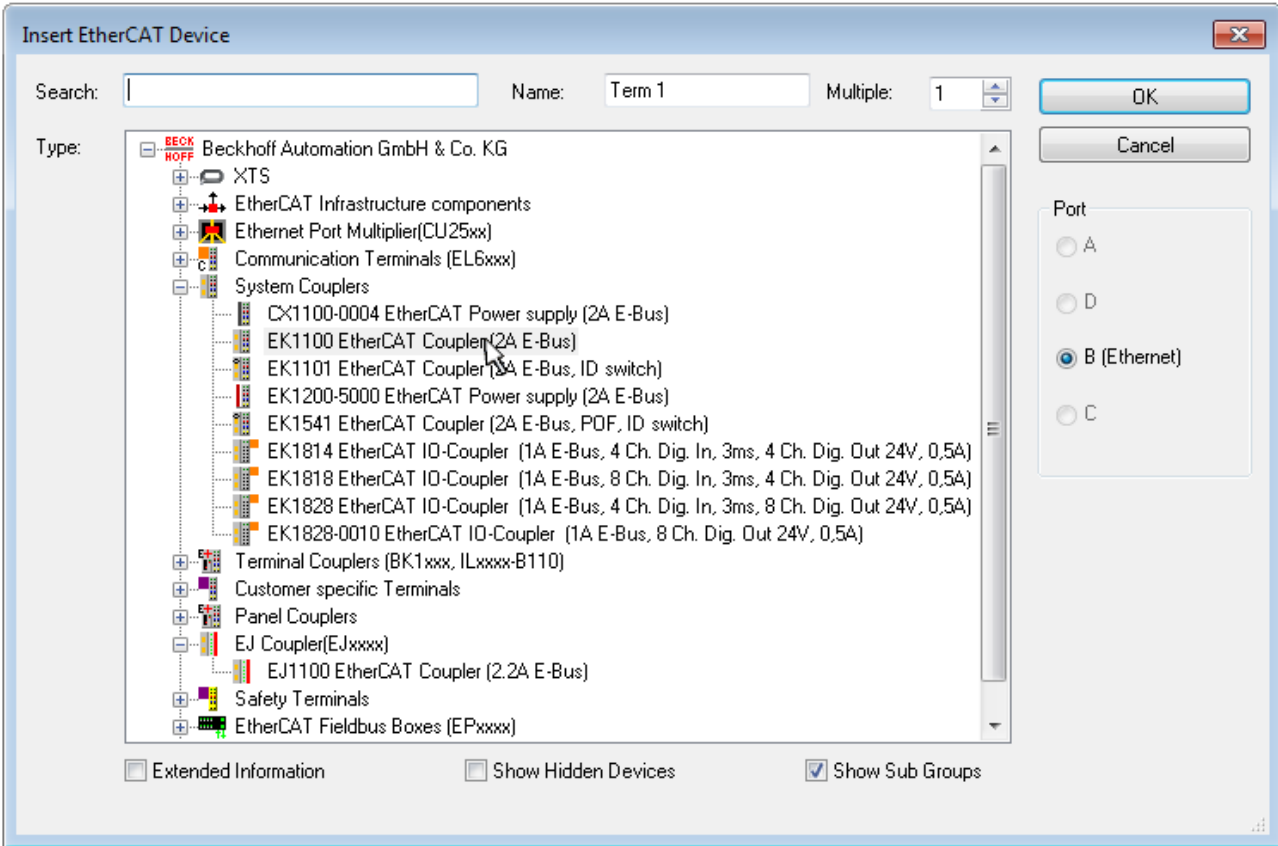 Insert EtherCAT Device
Search: Name: Term 1 Multiple: 1 OK
Type: BECK HOFF Beckhoff Automation GmbH & Co. KG Cancel
XTS
EtherCAT Infrastructure components
Port
Ethernet Port Multiplier(CU25xx)
A
Communication Terminals (EL6xxx)
C
System Couplers
D
CX1100-0004 EtherCAT Power supply (2A E-Bus)
EK1100 EtherCAT Coupler (2A E-Bus)
B (Ethernet)
EK1101 EtherCAT Coupler (2A E-Bus, ID switch)
EK1200-5000 EtherCAT Power supply (2A E-Bus)
C
EK1541 EtherCAT Coupler (2A E-Bus, POF, ID switch)
EK1814 EtherCAT IO-Coupler (1A E-Bus, 4 Ch. Dig. In, 3ms, 4 Ch. Dig. Out 24V, 0,5A)
EK1818 EtherCAT IO-Coupler (1A E-Bus, 8 Ch. Dig. In, 3ms, 4 Ch. Dig. Out 24V, 0,5A)
EK1828 EtherCAT IO-Coupler (1A E-Bus, 4 Ch. Dig. In, 3ms, 8 Ch. Dig. Out 24V, 0,5A)
EK1828-0010 EtherCAT IO-Coupler (1A E-Bus, 8 Ch. Dig. Out 24V, 0,5A)
Terminal Couplers (BK1xxx, ILxxxx-B110)
Customer specific Terminals
Panel Couplers
EJ Coupler(EJxxxx)
EJ1100 EtherCAT Coupler (2.2A E-Bus)
Safety Terminals
EtherCAT Fieldbus Boxes (EPxxxx)
Extended Information Show Hidden Devices Show Sub Groups